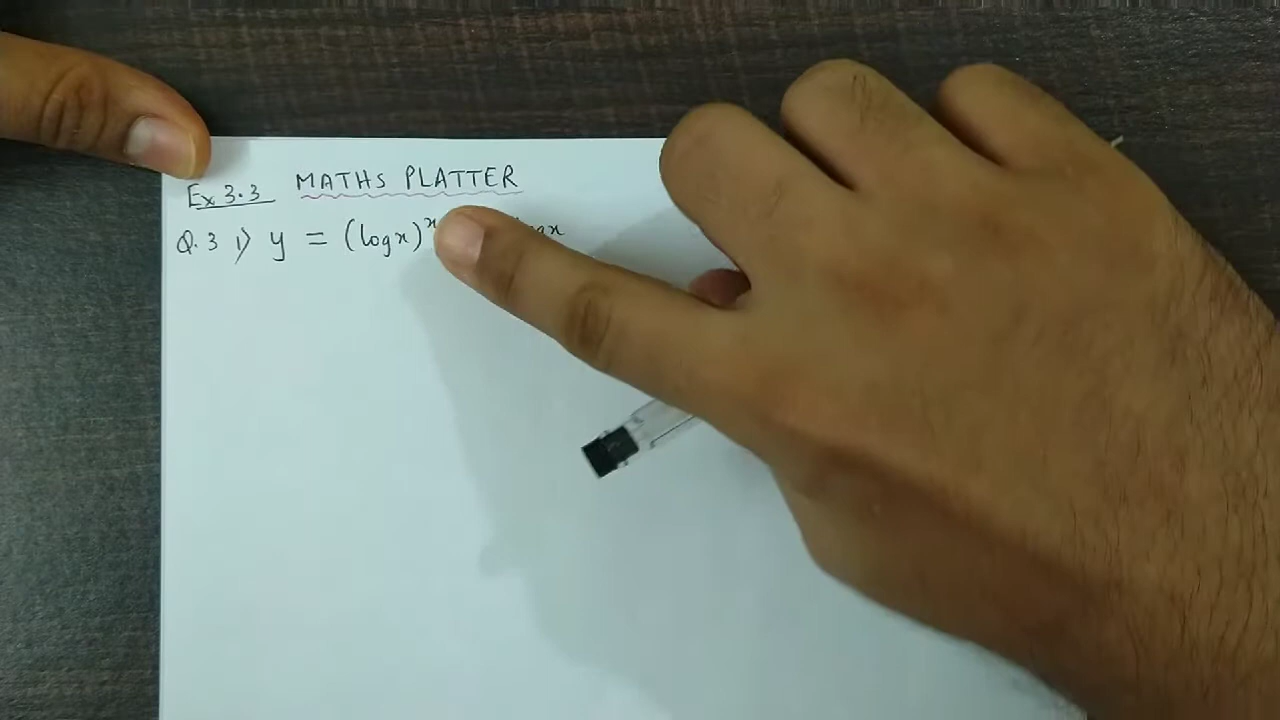 Ex 3.3 MATHS PLATTER
Q. 3 1) y = (log x)^x